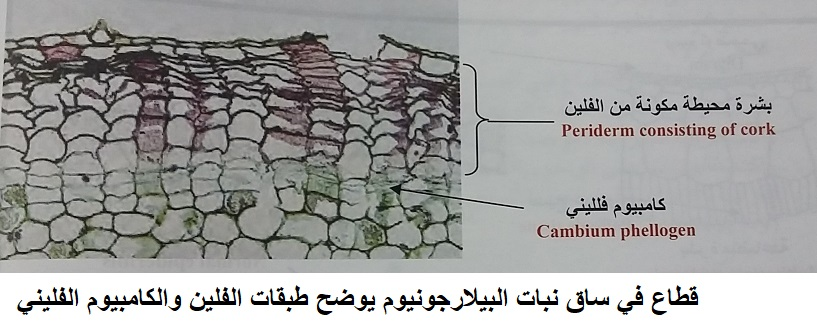 بشرة محيطة مكونة من الفلين
Periderm consisting of cork
كامبيوم فلليني
Cambium phellogen
قطاع في ساق نبات البيلارجونيوم يوضح طبقات الفلين والكامبيوم الفليني